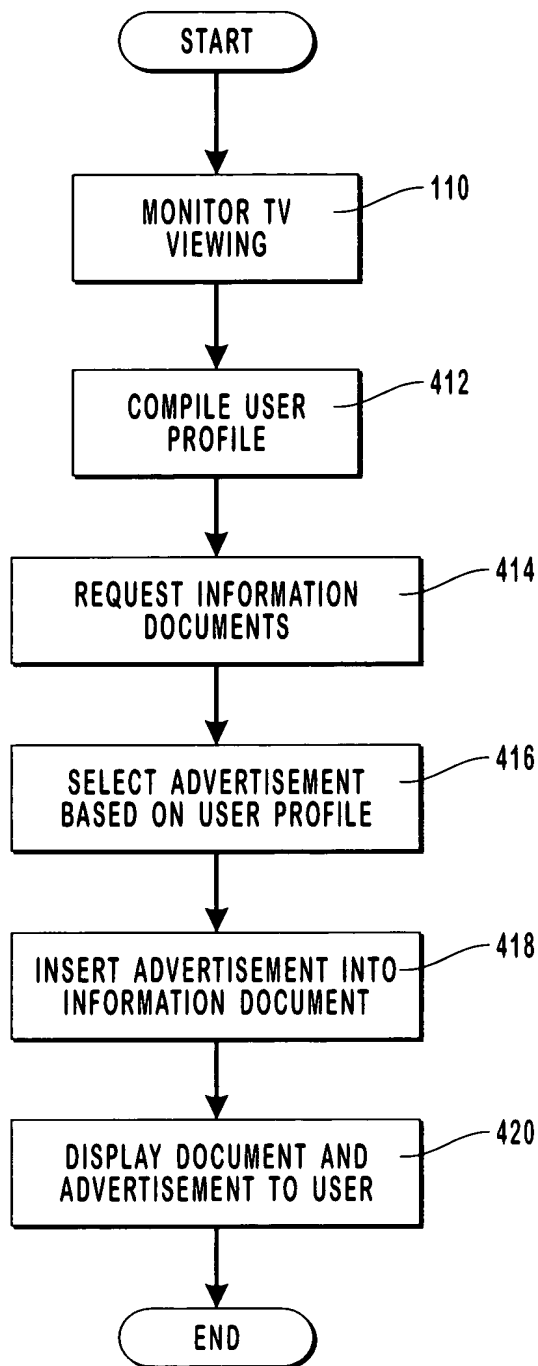 START
110
MONITOR TV
VIEWING
412
COMPILE USER
PROFILE
414
REQUEST INFORMATION
DOCUMENTS
416
SELECT ADVERTISEMENT
BASED ON USER PROFILE
418
INSERT ADVERTISEMENT INTO
INFORMATION DOCUMENT
420
DISPLAY DOCUMENT AND
ADVERTISEMENT TO USER
END